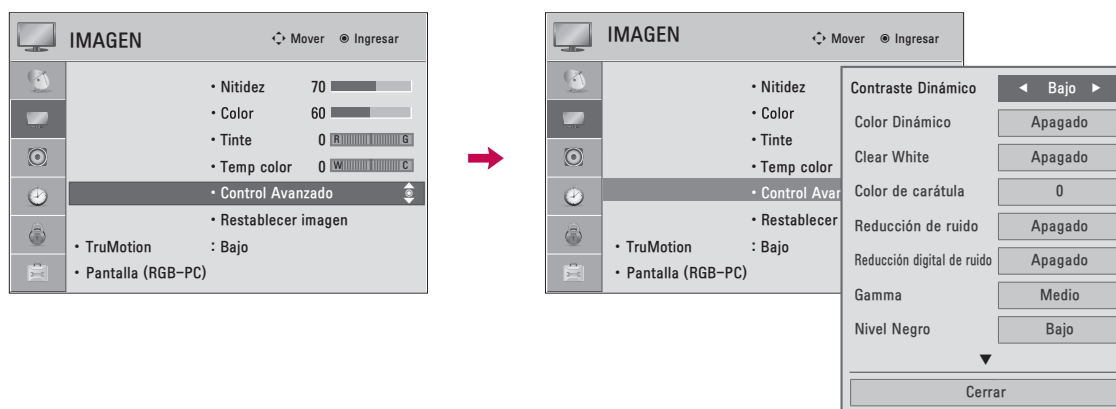 IMAGEN
Mover
Ingresar
• Nitidez 70
• Color 60
• Tinte 0 R G
• Temp color 0 W C
• Control Avanzado
• Restablecer imagen
• TruMotion : Bajo
• Pantalla (RGB-PC)
IMAGEN
Mover
Ingresar
• Nitidez
• Color
• Tinte
• Temp color
• Control Avan
• Restablecer
• TruMotion : Bajo
• Pantalla (RGB-PC)
Contraste Dinámico ◄ Bajo ►
Color Dinámico Apagado
Clear White Apagado
Color de carátula 0
Reducción de ruido Apagado
Reducción digital de ruido Apagado
Gamma Medio
Nivel Negro Bajo
▼
Cerrar